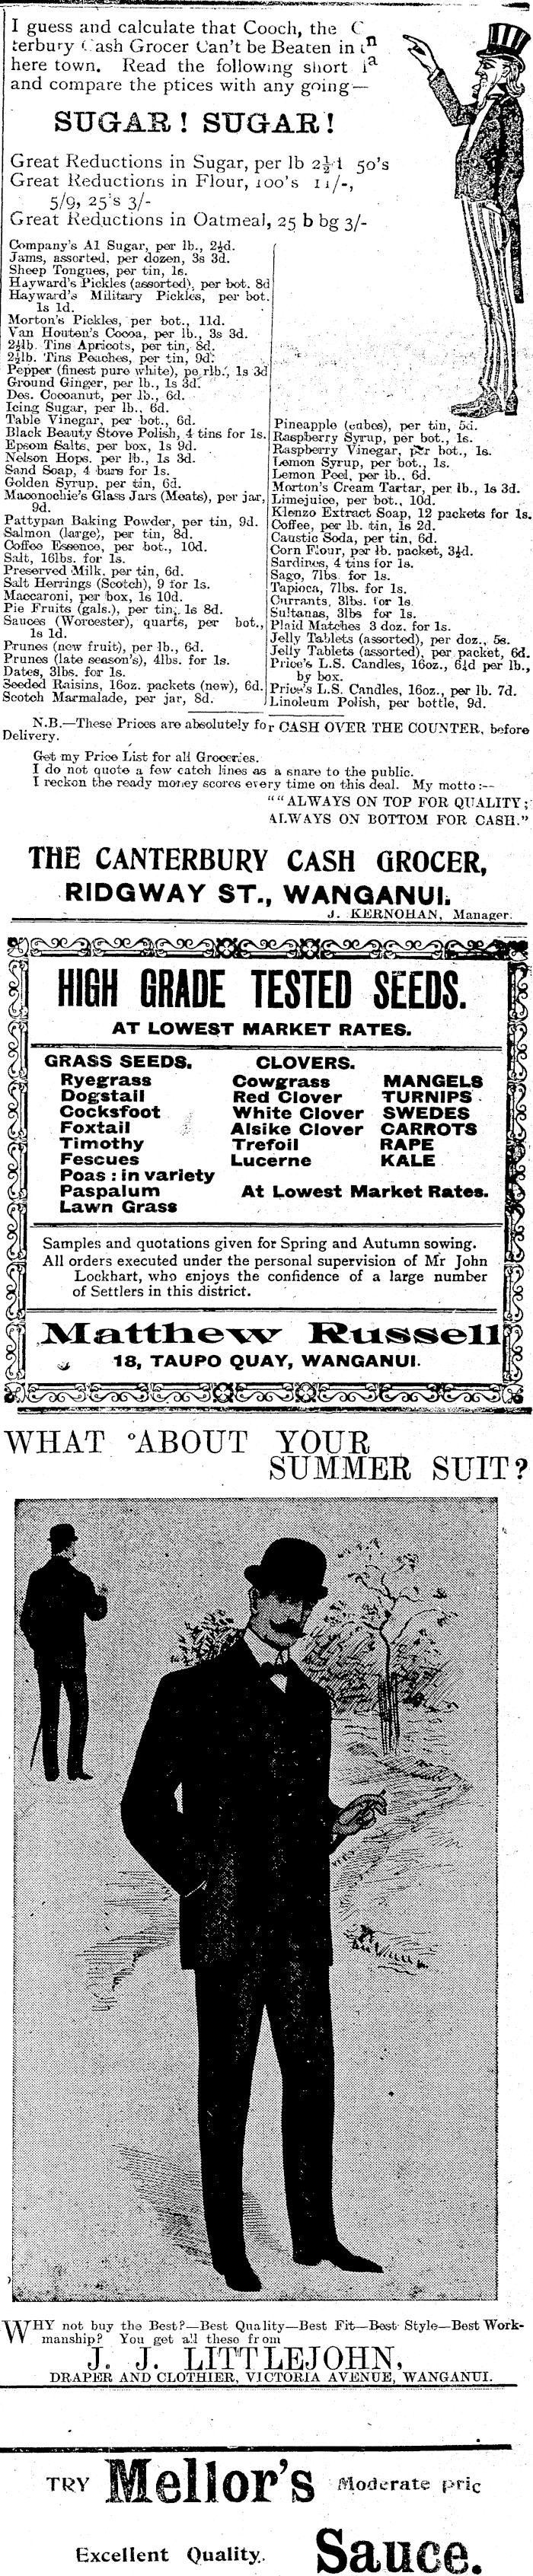 I guess and calculate that Cooch, the C
terbury Cash Grocer Can't be Beaten in
here town. Read the following short
and compare the ptices with any going—
SUGAR! SUGAR!
Great Reductions in Sugar, per lb 2½d 50's
Great Reductions in Flour, 100's 11/-,
5/9, 25's 3/-
Great Reductions in Oatmeal, 25 b bg 3/-
Company's A1 Sugar, per lb., 2½d.
Jams, assorted, per dozen, 3s 3d.
Sheep Tongues, per tin, 1s.
Hayward's Pickles (assorted), per bot. 8d
Hayward's Military Pickles, per bot.
1s 1d.
Morton's Pickles, per bot., 11d.
Van Houten's Cocoa, per lb., 3s 3d.
2½lb. Tins Apricots, per tin, 8d.
2½lb. Tins Peaches, per tin, 9d.
Pepper (finest pure white), pe rlb., 1s 3d
Ground Ginger, per lb., 1s 3d.
Des. Cocoanut, per lb., 6d.
Icing Sugar, per lb., 6d.
Table Vinegar, per bot., 6d.
Black Beauty Stove Polish, 4 tins for 1s.
Epsom Salts, per box, 1s 9d.
Nelson Hops, per lb., 1s 3d.
Sand Soap, 4 bars for 1s.
Golden Syrup, per tin, 6d.
Maconochie's Glass Jars (Meats), per jar,
9d.
Pattypan Baking Powder, per tin, 9d.
Salmon (large), per tin, 8d.
Coffee Essence, per bot., 10d.
Salt, 16lbs. for 1s.
Preserved Milk, per tin, 6d.
Salt Herrings (Scotch), 9 for 1s.
Maccaroni, per box, 1s 10d.
Pie Fruits (gals.), per tin, 1s 8d.
Sauces (Worcester), quarts, per bot.,
1s 1d.
Prunes (new fruit), per lb., 6d.
Prunes (late season's), 4lbs. for 1s.
Dates, 3lbs. for 1s.
Seeded Raisins, 16oz. packets (new), 6d.
Scotch Marmalade, per jar, 8d.
Pineapple (cubes), per tin, 5d.
Raspberry Syrup, per bot., 1s.
Raspberry Vinegar, per bot., 1s.
Lemon Syrup, per bot., 1s.
Lemon Peel, per lb., 6d.
Morton's Cream Tartar, per lb., 1s 3d.
Limejuice, per bot., 10d.
Klenzo Extract Soap, 12 packets for 1s.
Coffee, per lb. tin, 1s 2d.
Caustic Soda, per tin, 6d.
Corn Flour, per lb. packet, 3½d.
Sardines, 4 tins for 1s.
Sago, 7lbs. for 1s.
Tapioca, 7lbs. for 1s.
Currants, 3lbs. for 1s.
Sultanas, 3lbs for 1s.
Plaid Matches 3 doz. for 1s.
Jelly Tablets (assorted), per doz., 5s.
Jelly Tablets (assorted), per packet, 6d.
Price's L.S. Candles, 16oz., 6½d per lb.,
by box.
Price's L.S. Candles, 16oz., per lb. 7d.
Linoleum Polish, per bottle, 9d.
N.B.—These Prices are absolutely for CASH OVER THE COUNTER, before
Delivery.
Get my Price List for all Groceries.
I do not quote a few catch lines as a snare to the public.
I reckon the ready money scores every time on this deal. My motto:—
""ALWAYS ON TOP FOR QUALITY;
ALWAYS ON BOTTOM FOR CASH."
THE CANTERBURY CASH GROCER,
RIDGWAY ST., WANGANUI.
J. KERNOHAN, Manager.
HIGH GRADE TESTED SEEDS.
AT LOWEST MARKET RATES.
GRASS SEEDS.
Ryegrass
Dogstail
Cocksfoot
Foxtail
Timothy
Fescues
Poas : in variety
Paspalum
Lawn Grass
CLOVERS.
Cowgrass
Red Clover
White Clover
Alsike Clover
Trefoil
Lucerne
MANGELS
TURNIPS
SWEDES
CARROTS
RAPE
KALE
At Lowest Market Rates.
Samples and quotations given for Spring and Autumn sowing.
All orders executed under the personal supervision of Mr John
Lockhart, who enjoys the confidence of a large number
of Settlers in this district.
Matthew Russell
18, TAUPO QUAY, WANGANUI.
WHAT ABOUT YOUR
SUMMER SUIT?
WHY not buy the Best?—Best Quality—Best Fit—Best Style—Best Work-
manship? You get all these from
J. J. LITTLEJOHN,
DRAPER AND CLOTHIER, VICTORIA AVENUE, WANGANUI.
TRY Mellor's Moderate pric
Excellent Quality. Sauce.